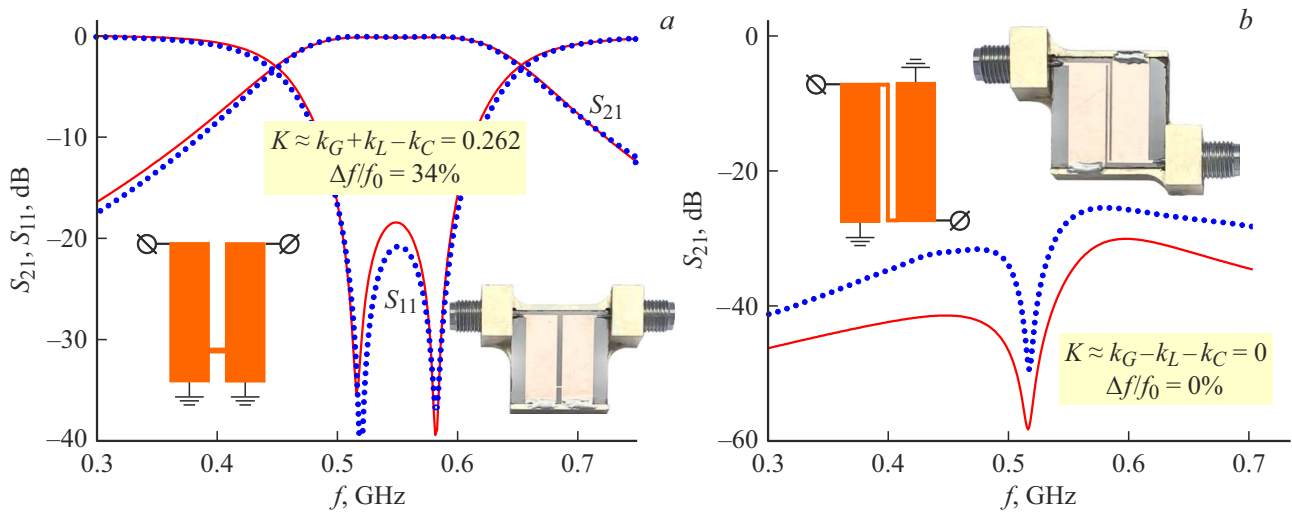 a
0
–10
–20
–30
–40
S21, S11, dB
S21
K ≈ kG + kL – kC = 0.262
Δf/f0 = 34%
S11
0.3 0.4 0.5 0.6 0.7
f, GHz
b
0
–20
–40
–60
S21, dB
K ≈ kG – kL – kC = 0
Δf/f0 = 0%
0.3 0.4 0.5 0.6 0.7
f, GHz